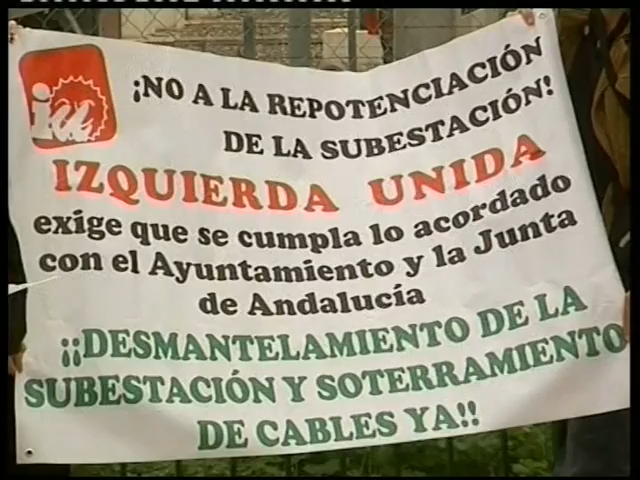 iu
¡NO A LA REPOTENCIACIÓN
DE LA SUBESTACIÓN!
IZQUIERDA UNIDA
exige que se cumpla lo acordado
con el Ayuntamiento y la Junta
de Andalucía
¡¡DESMANTELAMIENTO DE LA
SUBESTACIÓN Y SOTERRAMIENTO
DE CABLES YA!!